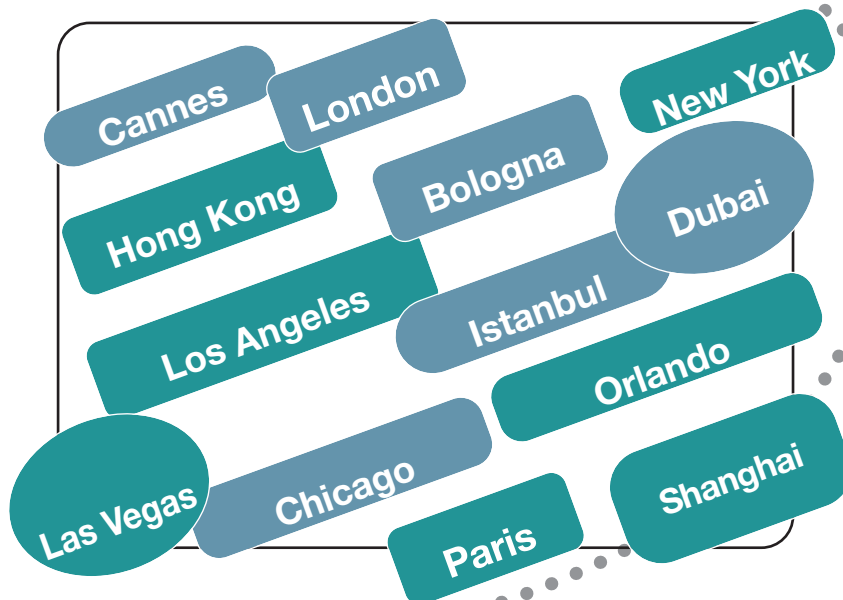 Cannes
London
New York
Hong Kong
Bologna
Dubai
Los Angeles
Istanbul
Orlando
Las Vegas
Chicago
Paris
Shanghai